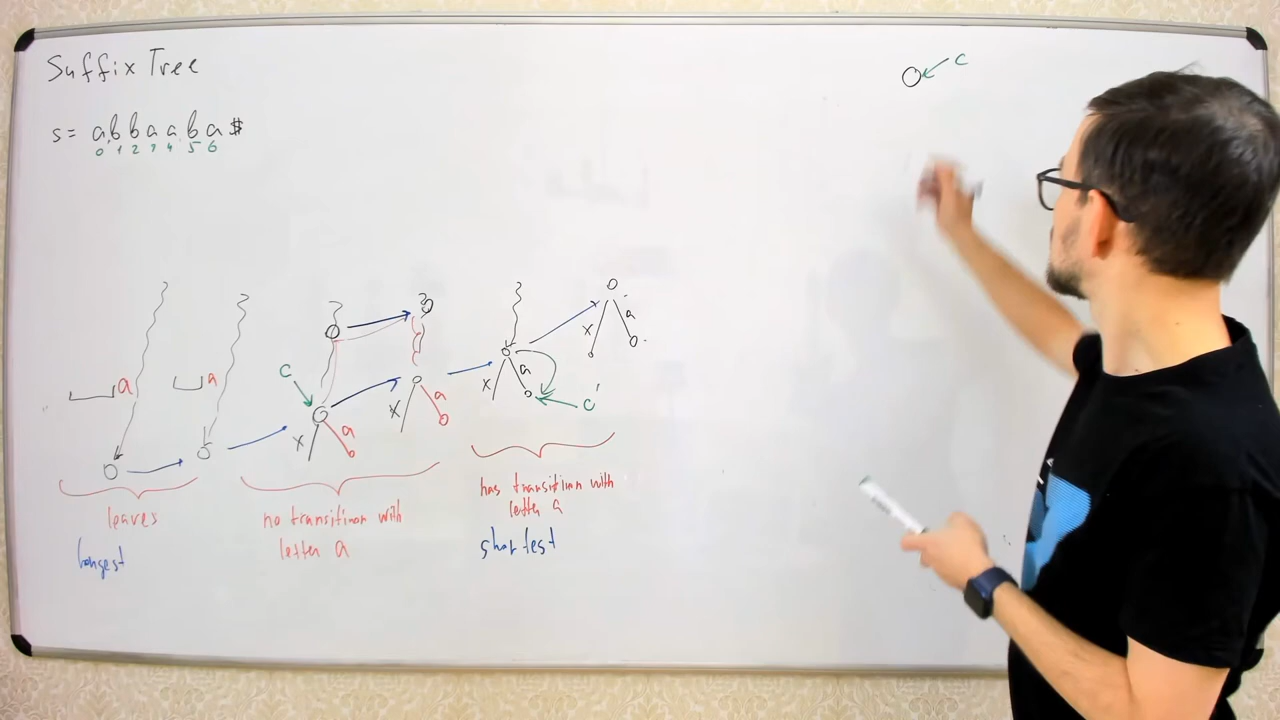 Suffix Tree
s= abbaaba#
0 1 2 3 4 5 6
c
a
a
c
x
a
x
a
x
a
c'
x
a
leaves
longest
no transition with
letter a
has transition with
letter a
shortest